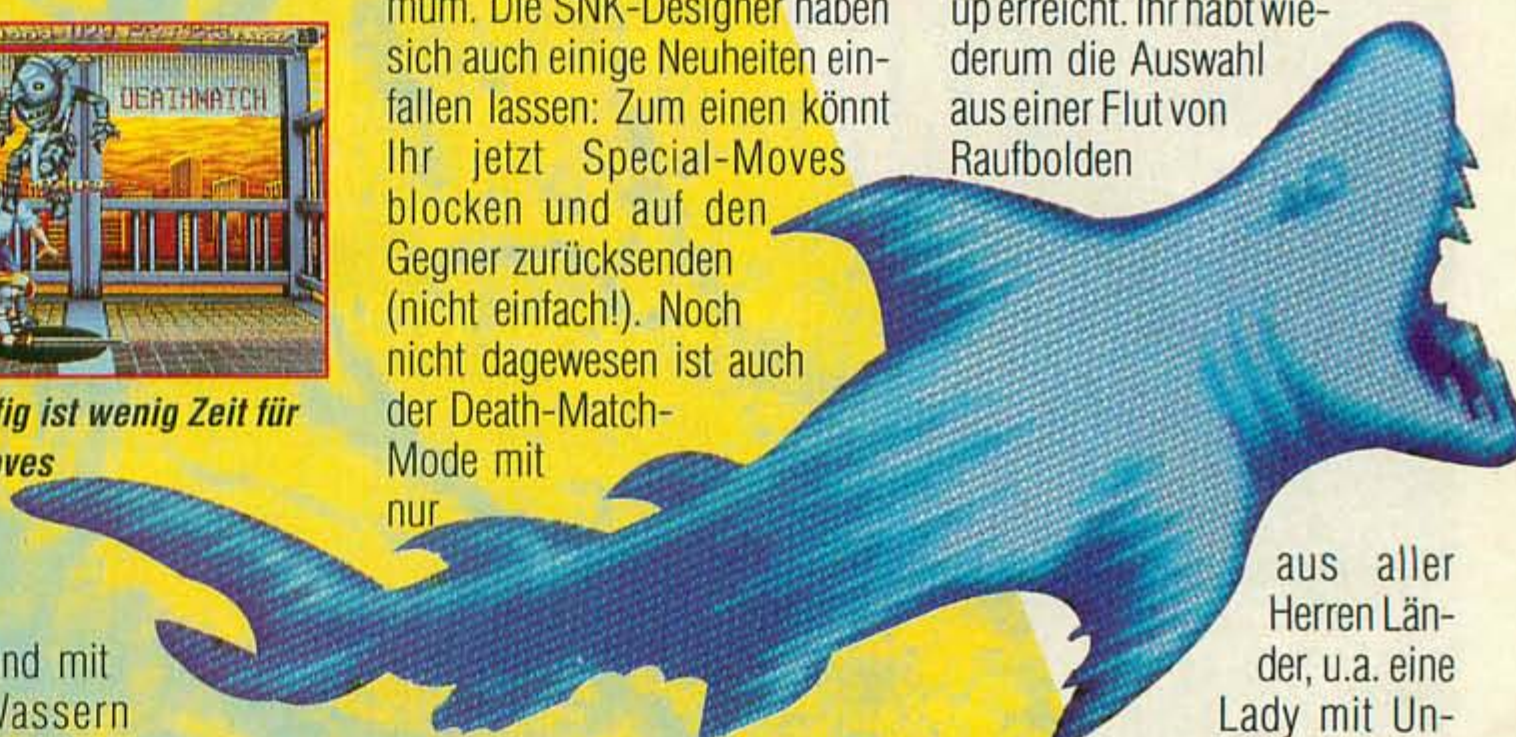 DEATHMATCH
ist wenig Zeit für
nd mit
mum. Die SNK-Designer haben
sich auch einige Neuheiten ein-
fallen lassen: Zum einen könnt
Ihr jetzt Special-Moves
blocken und auf den
Gegner zurücksenden
(nicht einfach!). Noch
nicht dagewesen ist auch
der Death-Match-
Mode mit
nur
up erreicht. Ihr habt wie-
derum die Auswahl
aus einer Flut von
Raufbolden
aus aller
Herren Län-
der, u.a. eine
Lady mit Un-